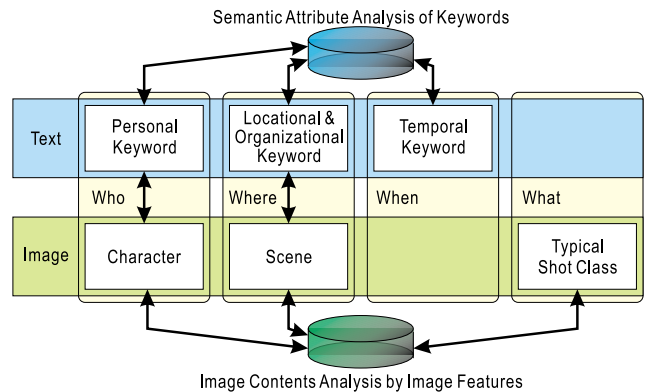 Semantic Attribute Analysis of Keywords
Text
Personal
Keyword
Locational &
Organizational
Keyword
Temporal
Keyword
Who
Where
When
What
Image
Character
Scene
Typical
Shot Class
Image Contents Analysis by Image Features